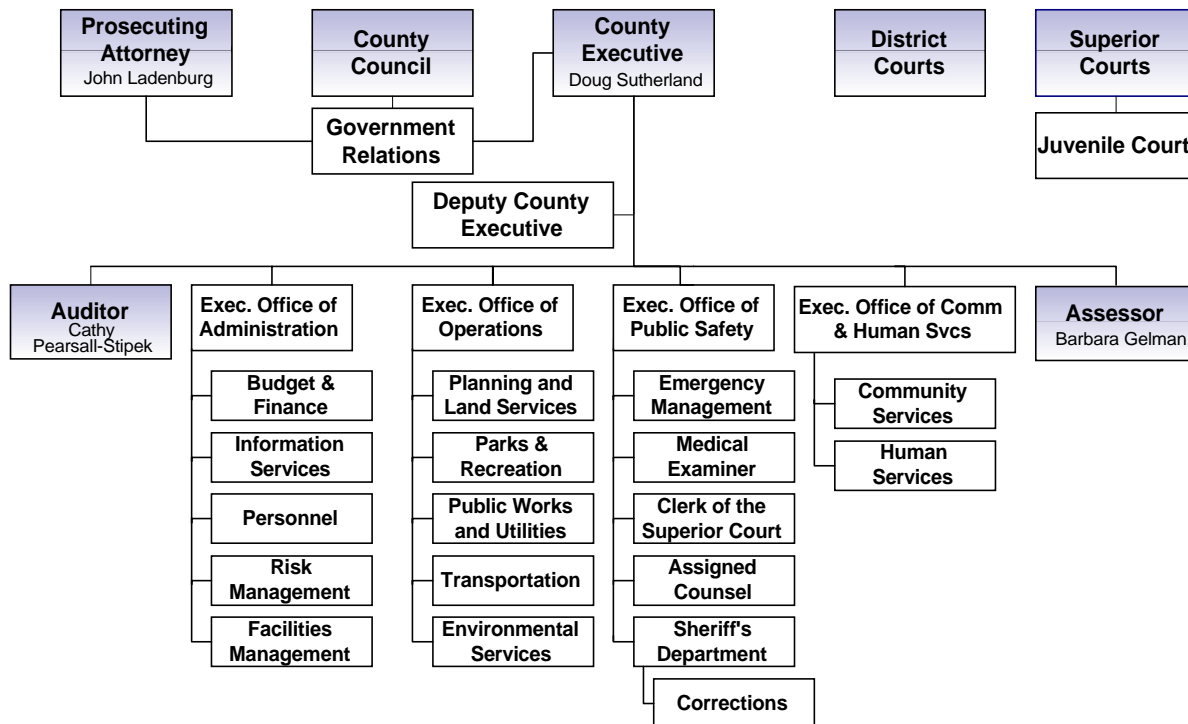 Prosecuting
Attorney
John Ladenburg
County
Council
County
Executive
Doug Sutherland
District
Courts
Superior
Courts
Government
Relations
Juvenile Court
Deputy County
Executive
Auditor
Cathy
Pearsall-Stipek
Exec. Office of
Administration
Exec. Office of
Operations
Exec. Office of
Public Safety
Exec. Office of Comm
& Human Svcs
Assessor
Barbara Gelman
Budget &
Finance
Information
Services
Personnel
Risk
Management
Facilities
Management
Planning and
Land Services
Parks &
Recreation
Public Works
and Utilities
Transportation
Environmental
Services
Emergency
Management
Medical
Examiner
Clerk of the
Superior Court
Assigned
Counsel
Sheriff's
Department
Corrections
Community
Services
Human
Services